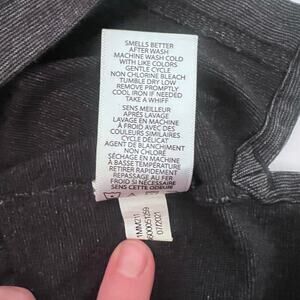 SMELLS BETTER
AFTER WASH
MACHINE WASH COLD
WITH LIKE COLORS
GENTLE CYCLE
NON CHLORINE BLEACH
TUMBLE DRY LOW
REMOVE PROMPTLY
COOL IRON IF NEEDED
TAKE A WHIFF
SENS MEILLEUR
APRÈS LAVAGE
LAVAGE EN MACHINE
À FROID AVEC DES
COULEURS SIMILAIRES
CYCLE DÉLICAT
AGENT DE BLANCHIMENT
NON CHLORÉ
SÉCHAGE EN MACHINE
À BASSE TEMPÉRATURE
RETIRER RAPIDEMENT
REPASSAGE AU FER
FROID SI NÉCESSAIRE
SENS CETTE ODEUR
07/2021